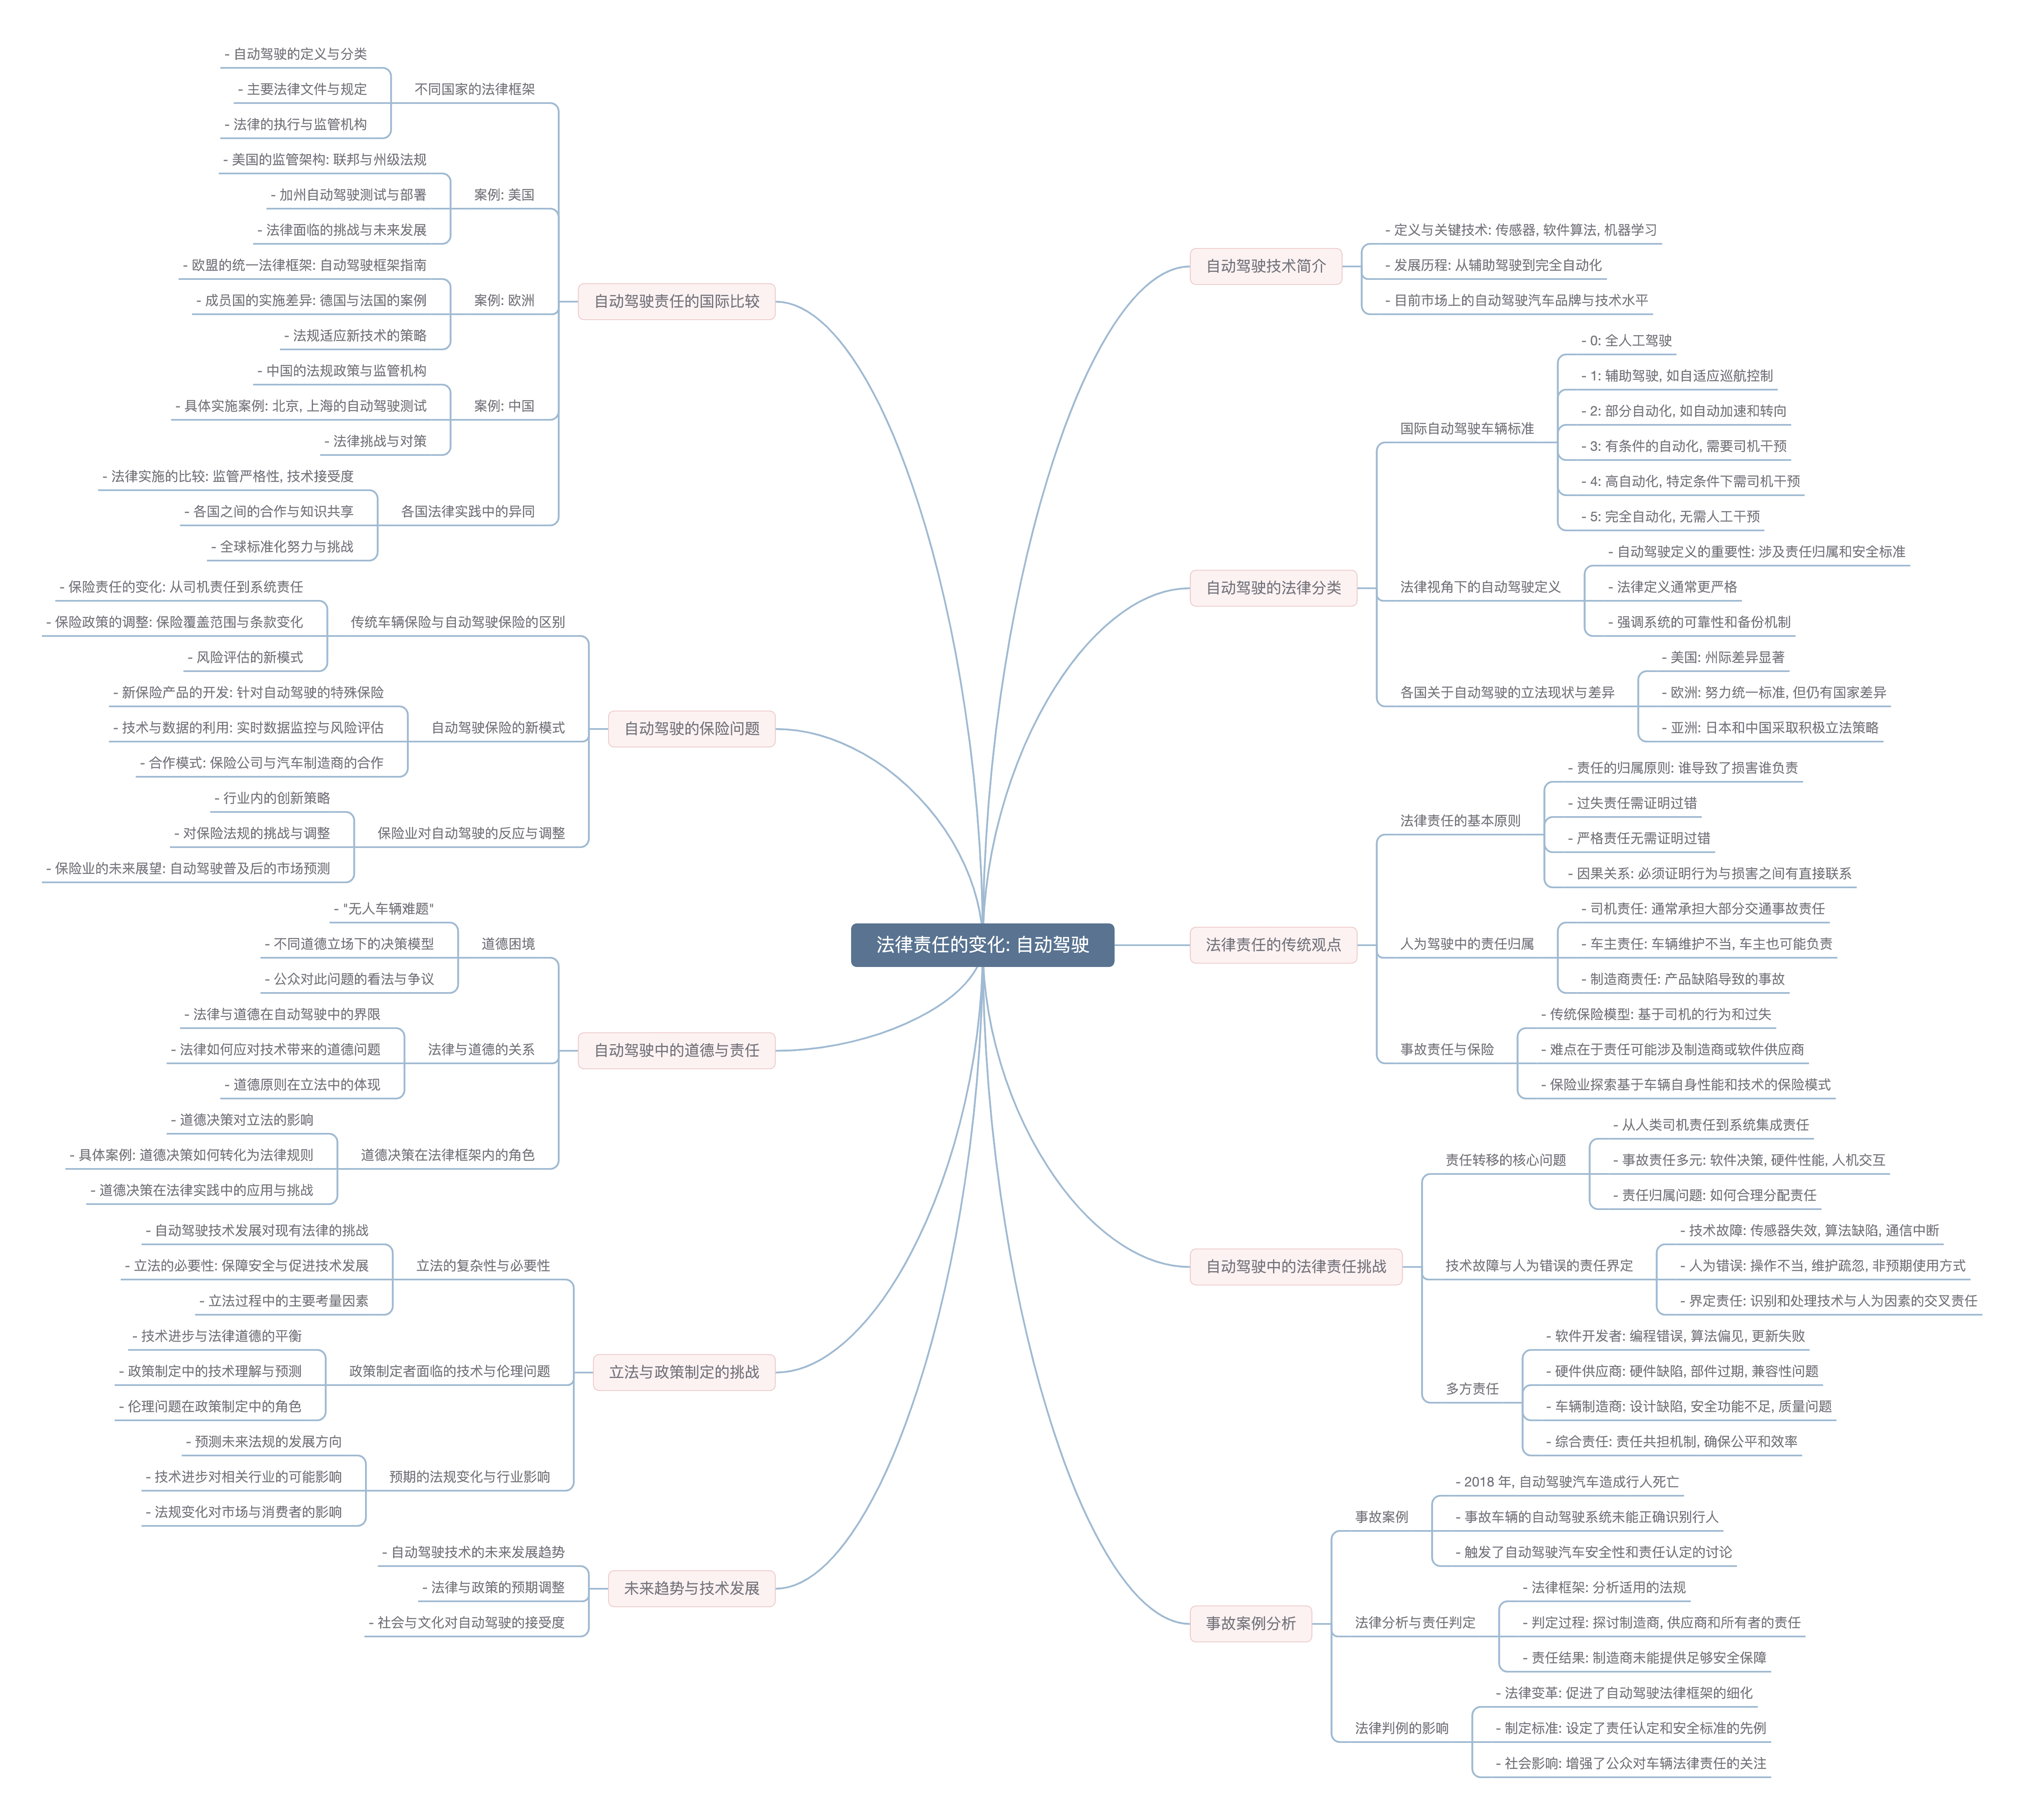 法律责任的变化: 自动驾驶
自动驾驶技术简介
- 定义与关键技术: 传感器, 软件算法, 机器学习
- 发展历程: 从辅助驾驶到完全自动化
- 目前市场上的自动驾驶汽车品牌与技术水平
自动驾驶的法律分类
国际自动驾驶车辆标准
- 0: 全人工驾驶
- 1: 辅助驾驶, 如自适应巡航控制
- 2: 部分自动化, 如自动加速和转向
- 3: 有条件的自动化, 需要司机干预
- 4: 高自动化, 特定条件下需司机干预
- 5: 完全自动化, 无需人工干预
法律视角下的自动驾驶定义
- 自动驾驶定义的重要性: 涉及责任归属和安全标准
- 法律定义通常更严格
- 强调系统的可靠性和备份机制
各国关于自动驾驶的立法现状与差异
- 美国: 州际差异显著
- 欧洲: 努力统一标准, 但仍有国家差异
- 亚洲: 日本和中国采取积极立法策略
法律责任的传统观点
法律责任的基本原则
- 责任的归属原则: 谁导致了损害谁负责
- 过失责任需证明过错
- 严格责任无需证明过错
- 因果关系: 必须证明行为与损害之间有直接联系
人为驾驶中的责任归属
- 司机责任: 通常承担大部分交通事故责任
- 车主责任: 车辆维护不当, 车主也可能负责
- 制造商责任: 产品缺陷导致的事故
事故责任与保险
- 传统保险模型: 基于司机的行为和过失
- 难点在于责任可能涉及制造商或软件供应商
- 保险业探索基于车辆自身性能和技术的保险模式
自动驾驶中的法律责任挑战
责任转移的核心问题
- 从人类司机责任到系统集成责任
- 事故责任多元: 软件决策, 硬件性能, 人机交互
- 责任归属问题: 如何合理分配责任
技术故障与人为错误的责任界定
- 技术故障: 传感器失效, 算法缺陷, 通信中断
- 人为错误: 操作不当, 维护疏忽, 非预期使用方式
- 界定责任: 识别和处理技术与人为因素的交叉责任
多方责任
- 软件开发者: 编程错误, 算法偏见, 更新失败
- 硬件供应商: 硬件缺陷, 部件过期, 兼容性问题
- 车辆制造商: 设计缺陷, 安全功能不足, 质量问题
- 综合责任: 责任共担机制, 确保公平和效率
事故案例分析
事故案例
- 2018 年, 自动驾驶汽车造成行人死亡
- 事故车辆的自动驾驶系统未能正确识别行人
- 触发了自动驾驶汽车安全性和责任认定的讨论
法律分析与责任判定
- 法律框架: 分析适用的法规
- 判定过程: 探讨制造商, 供应商和所有者的责任
- 责任结果: 制造商未能提供足够安全保障
法律判例的影响
- 法律变革: 促进了自动驾驶法律框架的细化
- 制定标准: 设定了责任认定和安全标准的先例
- 社会影响: 增强了公众对车辆法律责任的关注
自动驾驶责任的国际比较
不同国家的法律框架
- 自动驾驶的定义与分类
- 主要法律文件与规定
- 法律的执行与监管机构
案例: 美国
- 美国的监管架构: 联邦与州级法规
- 加州自动驾驶测试与部署
- 法律面临的挑战与未来发展
案例: 欧洲
- 欧盟的统一法律框架: 自动驾驶框架指南
- 成员国的实施差异: 德国与法国的案例
- 法规适应新技术的策略
案例: 中国
- 中国的法规政策与监管机构
- 具体实施案例: 北京, 上海的自动驾驶测试
- 法律挑战与对策
各国法律实践中的异同
- 法律实施的比较: 监管严格性, 技术接受度
- 各国之间的合作与知识共享
- 全球标准化努力与挑战
自动驾驶的保险问题
传统车辆保险与自动驾驶保险的区别
- 保险责任的变化: 从司机责任到系统责任
- 保险政策的调整: 保险覆盖范围与条款变化
- 风险评估的新模式
自动驾驶保险的新模式
- 新保险产品的开发: 针对自动驾驶的特殊保险
- 技术与数据的利用: 实时数据监控与风险评估
- 合作模式: 保险公司与汽车制造商的合作
保险业对自动驾驶的反应与调整
- 行业内的创新策略
- 对保险法规的挑战与调整
- 保险业的未来展望: 自动驾驶普及后的市场预测
自动驾驶中的道德与责任
道德困境
- "无人车辆难题"
- 不同道德立场下的决策模型
- 公众对此问题的看法与争议
法律与道德的关系
- 法律与道德在自动驾驶中的界限
- 法律如何应对技术带来的道德问题
- 道德原则在立法中的体现
道德决策在法律框架内的角色
- 道德决策对立法的影响
- 具体案例: 道德决策如何转化为法律规则
- 道德决策在法律实践中的应用与挑战
立法与政策制定的挑战
立法的复杂性与必要性
- 自动驾驶技术发展对现有法律的挑战
- 立法的必要性: 保障安全与促进技术发展
- 立法过程中的主要考量因素
政策制定者面临的技术与伦理问题
- 技术进步与法律道德的平衡
- 政策制定中的技术理解与预测
- 伦理问题在政策制定中的角色
预期的法规变化与行业影响
- 预测未来法规的发展方向
- 技术进步对相关行业的可能影响
- 法规变化对市场与消费者的影响
未来趋势与技术发展
- 自动驾驶技术的未来发展趋势
- 法律与政策的预期调整
- 社会与文化对自动驾驶的接受度